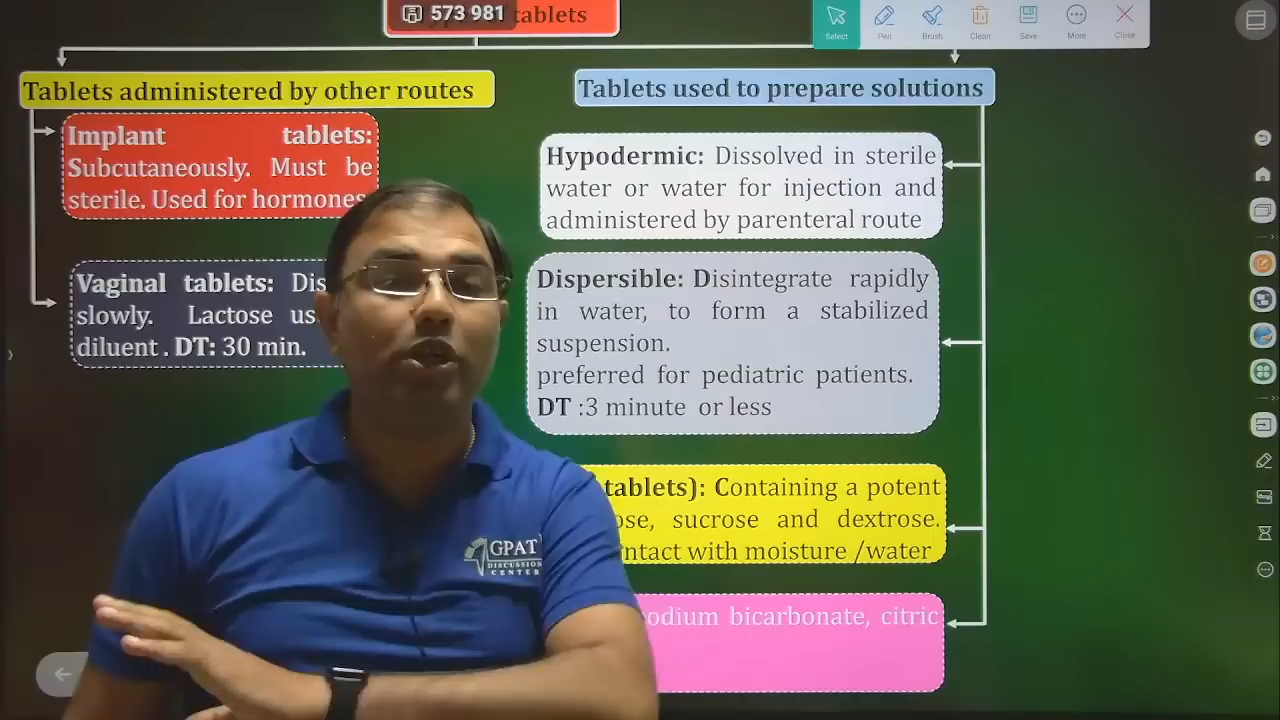 573 981
tablets
Select
Pen
Brush
Clean
Save
More
Close
Tablets administered by other routes
Implant tablets:
Subcutaneously. Must be
sterile. Used for hormones
Vaginal tablets: Dis
slowly. Lactose us
diluent . DT: 30 min.
Tablets used to prepare solutions
Hypodermic: Dissolved in sterile
water or water for injection and
administered by parenteral route
Dispersible: Disintegrate rapidly
in water, to form a stabilized
suspension.
preferred for pediatric patients.
DT :3 minute or less
tablets): Containing a potent
ose, sucrose and dextrose.
ntact with moisture /water
odium bicarbonate, citric
GPAT
DISCUSSION
CENTER